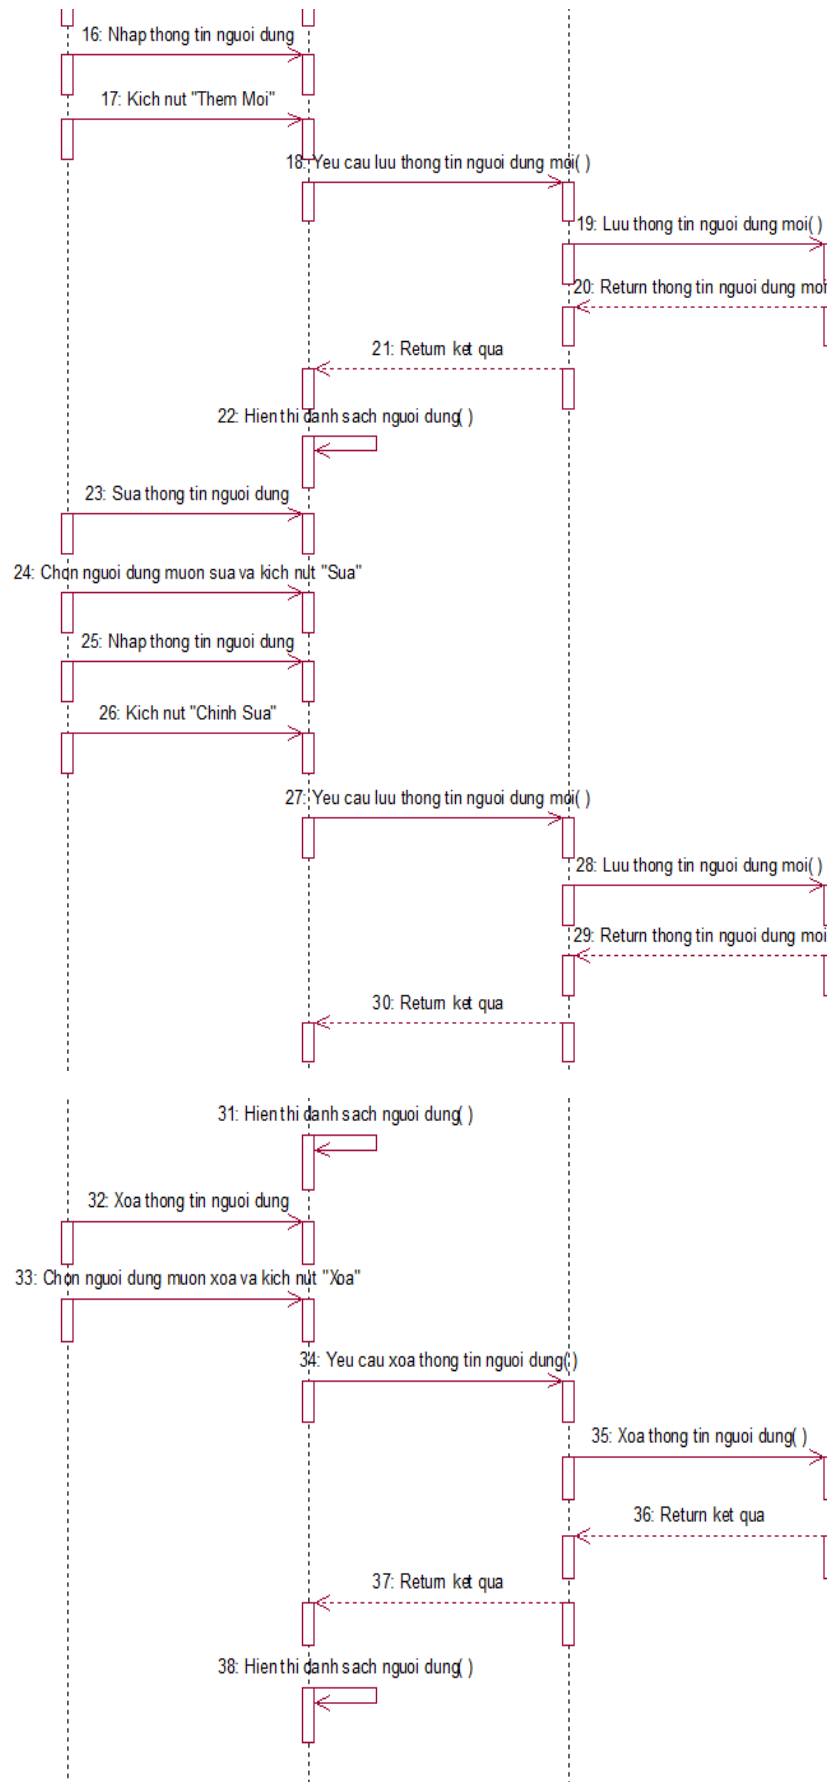 16: Nhap thong tin nguoi dung
17: Kich nut "Them Moi"
18: Yeu cau luu thong tin nguoi dung moi( )
19: Luu thong tin nguoi dung moi( )
20: Return thong tin nguoi dung moi
21: Return ket qua
22: Hien thi danh sach nguoi dung( )
23: Sua thong tin nguoi dung
24: Chon nguoi dung muon sua va kich nut "Sua"
25: Nhap thong tin nguoi dung
26: Kich nut "Chinh Sua"
27: Yeu cau luu thong tin nguoi dung moi( )
28: Luu thong tin nguoi dung moi( )
29: Return thong tin nguoi dung moi
30: Return ket qua
31: Hien thi danh sach nguoi dung( )
32: Xoa thong tin nguoi dung
33: Chon nguoi dung muon xoa va kich nut "Xoa"
34: Yeu cau xoa thong tin nguoi dung( )
35: Xoa thong tin nguoi dung( )
36: Return ket qua
37: Return ket qua
38: Hien thi danh sach nguoi dung( )